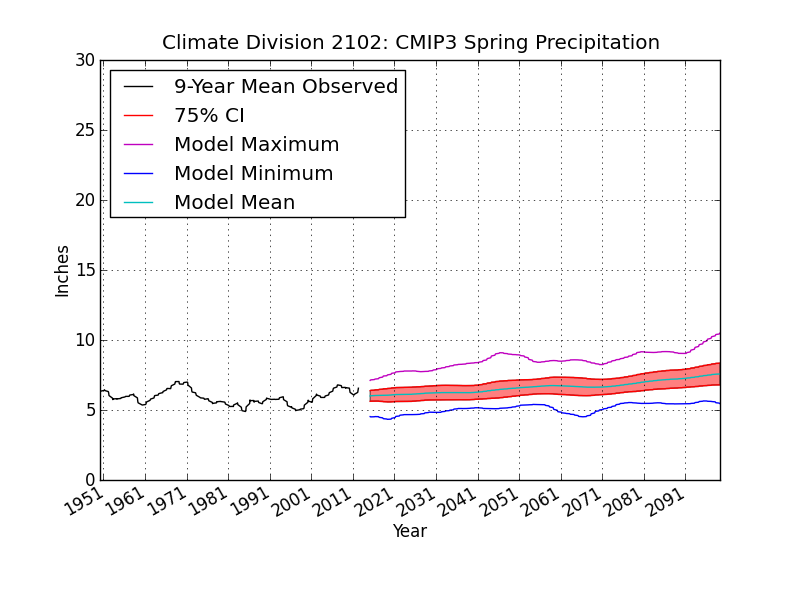 Climate Division 2102: CMIP3 Spring Precipitation
30
25
20
15
10
5
0
Inches
9-Year Mean Observed
75% CI
Model Maximum
Model Minimum
Model Mean
1951 1961 1971 1981 1991 2001 2011 2021 2031 2041 2051 2061 2071 2081 2091
Year